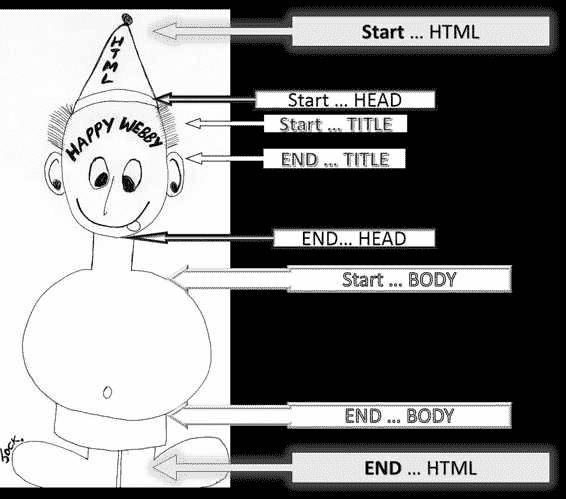 HTML
Start ... HTML
Start ... HEAD
HAPPY WEBBY
Start ... TITLE
END ... TITLE
END... HEAD
Start ... BODY
END ... BODY
JOCK.
END ... HTML